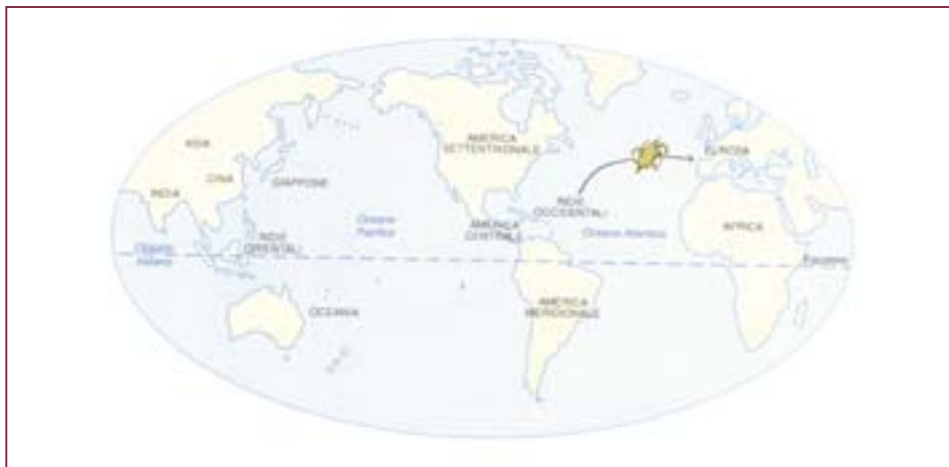 AMERICA
SETTENTRIONALE
EUROPA
ASIA
CINA
GIAPPONE
INDIA
INDIE
OCCIDENTALI
Oceano
Pacifico
AMERICA
CENTRALE
Oceano Atlantico
AFRICA
INDIE
ORIENTALI
Oceano
Indiano
Equatore
AMERICA
MERIDIONALE
OCEANIA